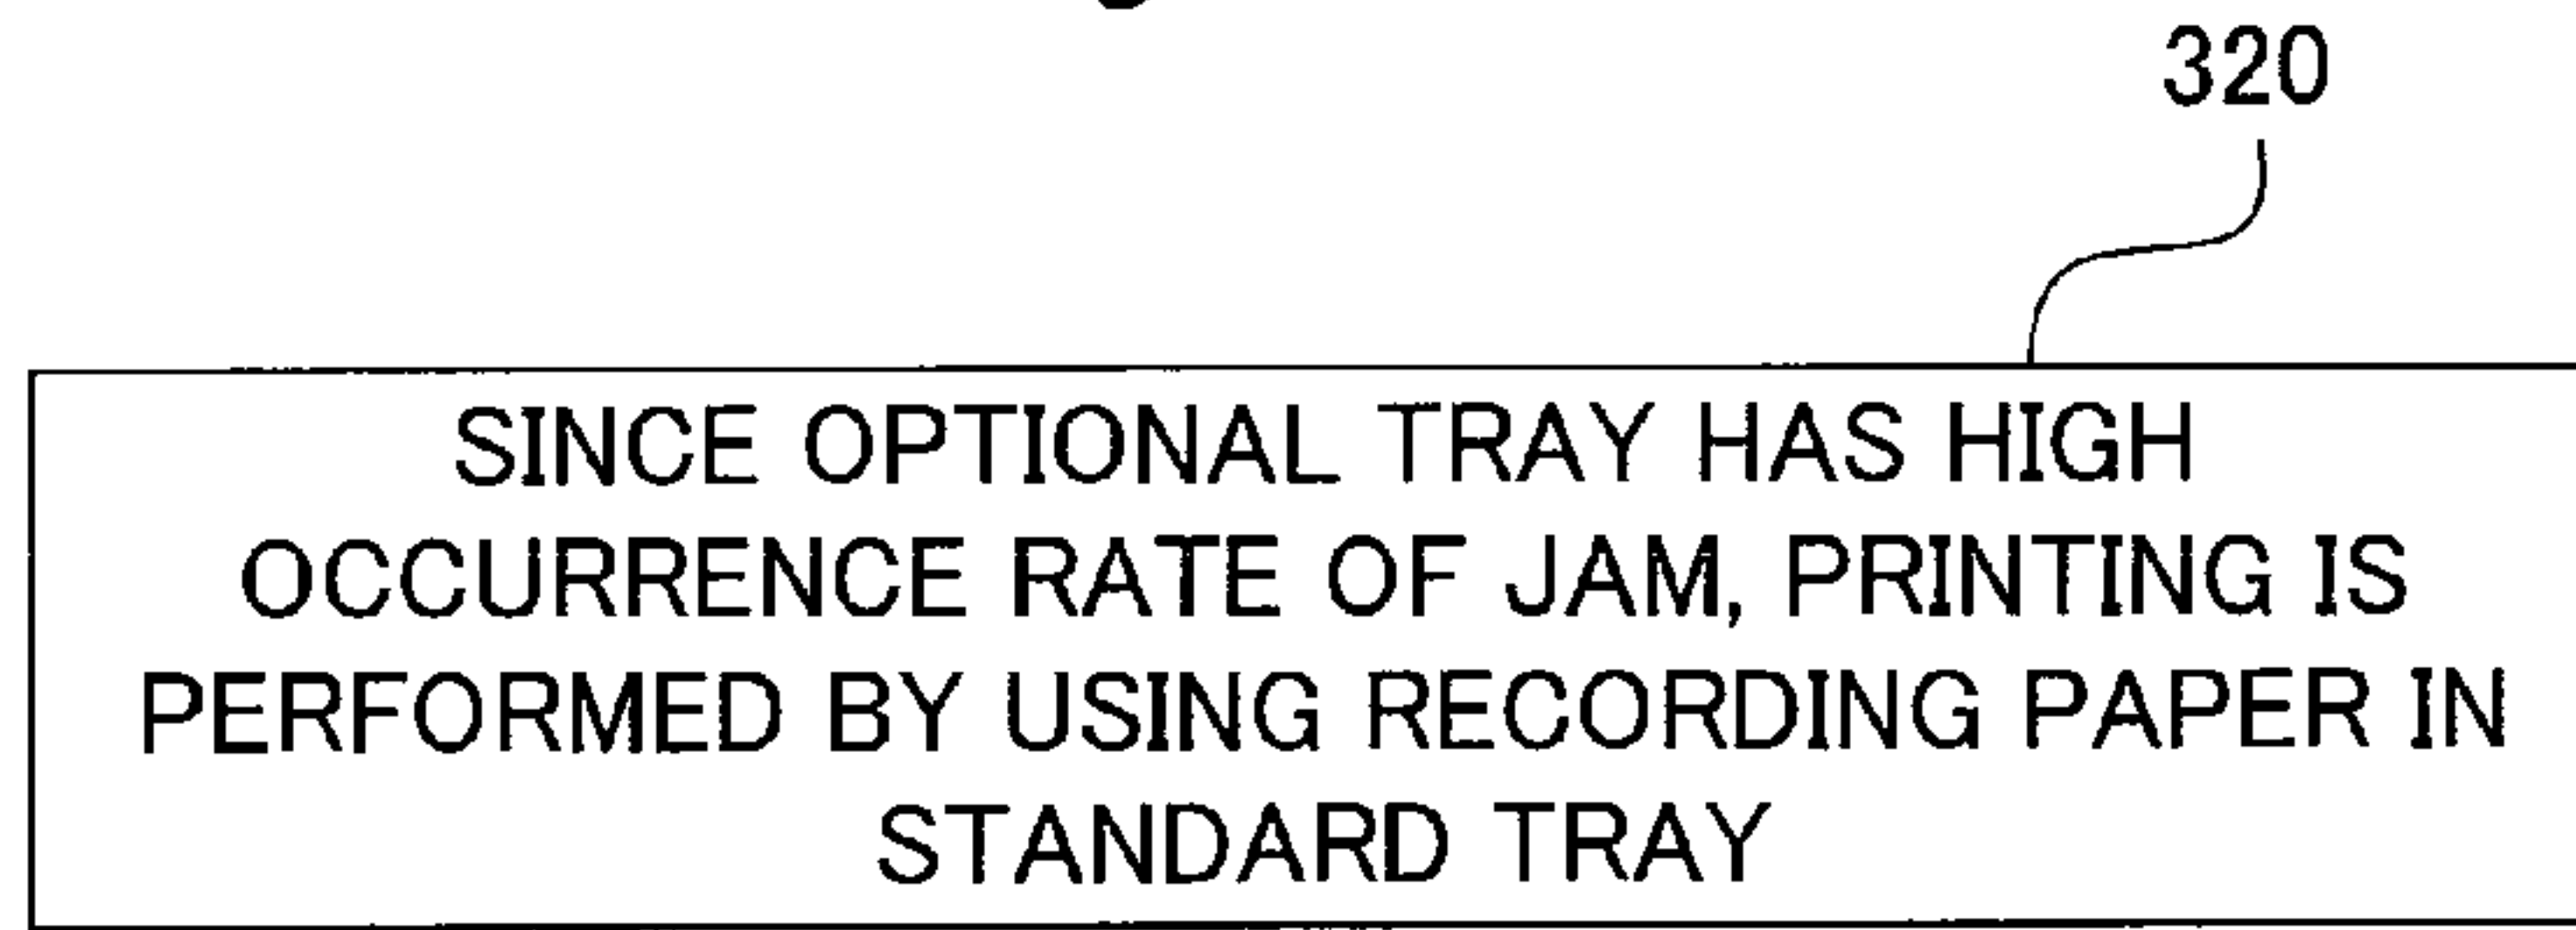 320
SINCE OPTIONAL TRAY HAS HIGH
OCCURRENCE RATE OF JAM, PRINTING IS
PERFORMED BY USING RECORDING PAPER IN
STANDARD TRAY